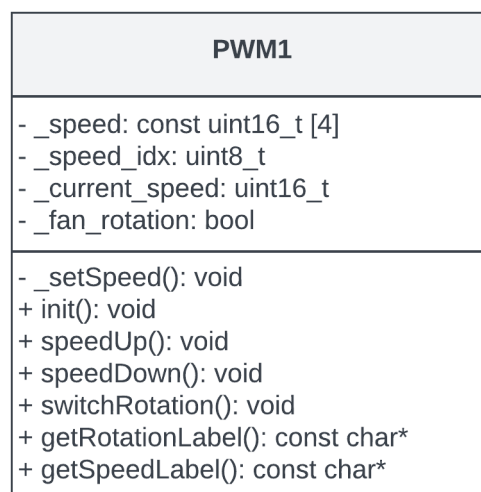 PWM1
- _speed: const uint16_t [4]
- _speed_idx: uint8_t
- _current_speed: uint16_t
- _fan_rotation: bool
- _setSpeed(): void
+ init(): void
+ speedUp(): void
+ speedDown(): void
+ switchRotation(): void
+ getRotationLabel(): const char*
+ getSpeedLabel(): const char*